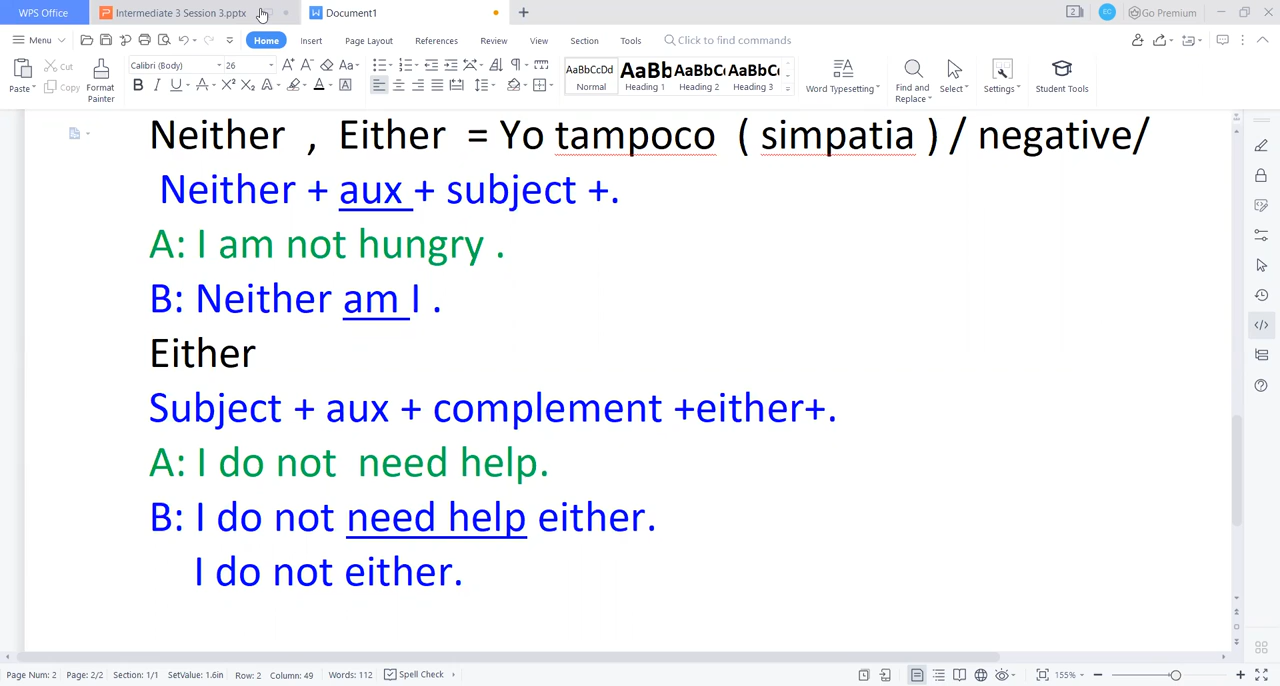 WPS Office Intermediate 3 Session 3.pptx Document1 + 2 EC Go Premium
Menu Home Insert Page Layout References Review View Section Tools Click to find commands
Paste Cut Copy Format Painter Calibri (Body) 26 AaBbCcDd Normal AaBb Heading 1 AaBbC Heading 2 AaBbC Heading 3 Word Typesetting Find and Replace Select Settings Student Tools
Neither , Either = Yo tampoco ( simpatia ) / negative/
Neither + aux + subject +.
A: I am not hungry .
B: Neither am I .
Either
Subject + aux + complement +either+.
A: I do not need help.
B: I do not need help either.
I do not either.
Page Num: 2 Page: 2/2 Section: 1/1 SetValue: 1.6in Row: 2 Column: 49 Words: 112 Spell Check 155%